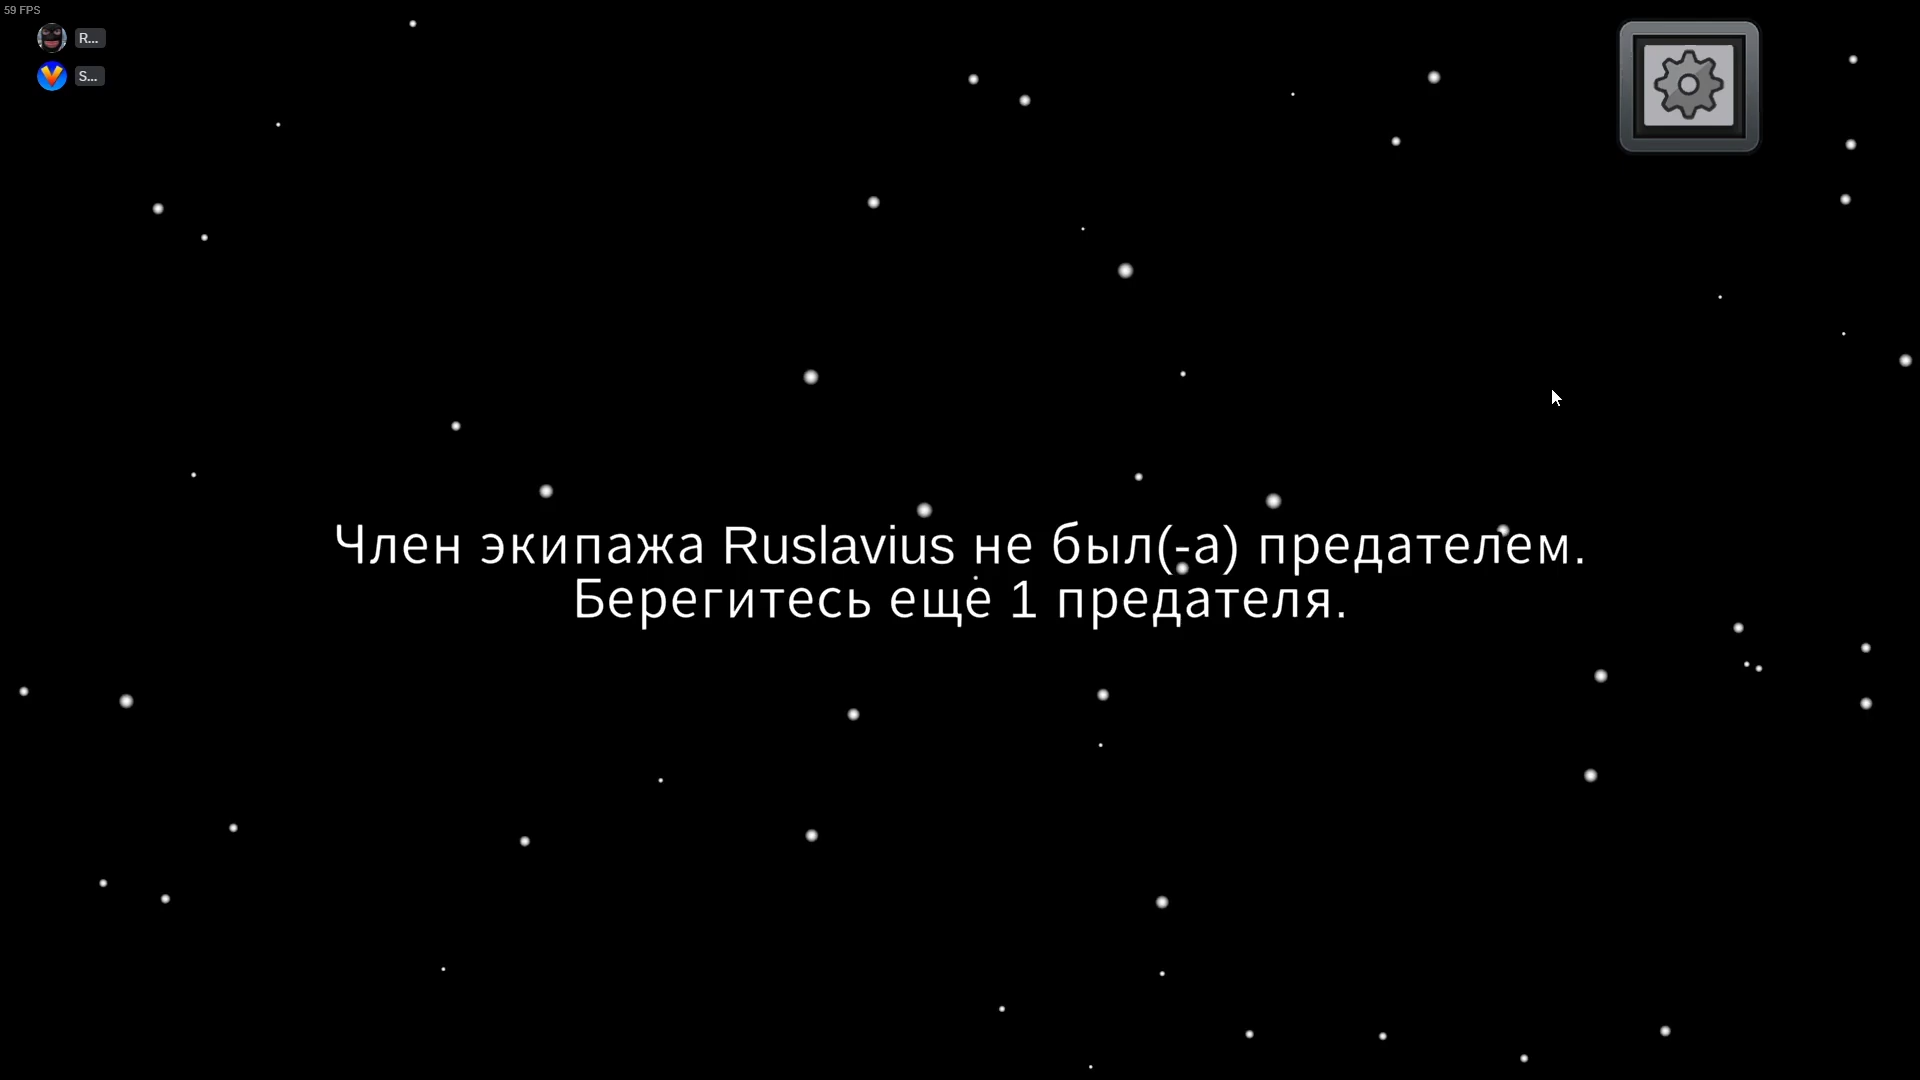 59 FPS
R...
S...
Член экипажа Ruslavius не был(-а) предателем.
Берегитесь еще 1 предателя.